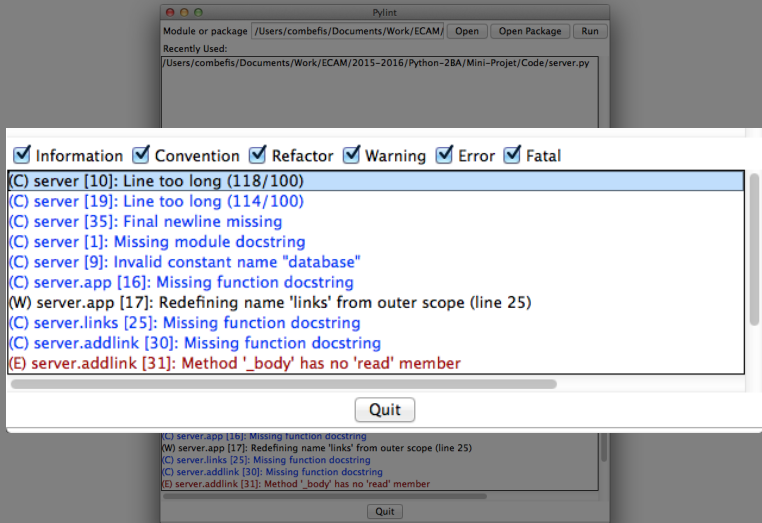 Pylint
Module or package /Users/combefis/Documents/Work/ECAM/ Open Open Package Run
Recently Used:
/Users/combefis/Documents/Work/ECAM/2015-2016/Python-2BA/Mini-Projet/Code/server.py
Information Convention Refactor Warning Error Fatal
(C) server [10]: Line too long (118/100)
(C) server [19]: Line too long (114/100)
(C) server [35]: Final newline missing
(C) server [1]: Missing module docstring
(C) server [9]: Invalid constant name "database"
(C) server.app [16]: Missing function docstring
(W) server.app [17]: Redefining name 'links' from outer scope (line 25)
(C) server.links [25]: Missing function docstring
(C) server.addlink [30]: Missing function docstring
(E) server.addlink [31]: Method '_body' has no 'read' member
Quit
(C) server.app [16]: Missing function docstring
(W) server.app [17]: Redefining name 'links' from outer scope (line 25)
(C) server.links [25]: Missing function docstring
(C) server.addlink [30]: Missing function docstring
(E) server.addlink [31]: Method '_body' has no 'read' member
Quit